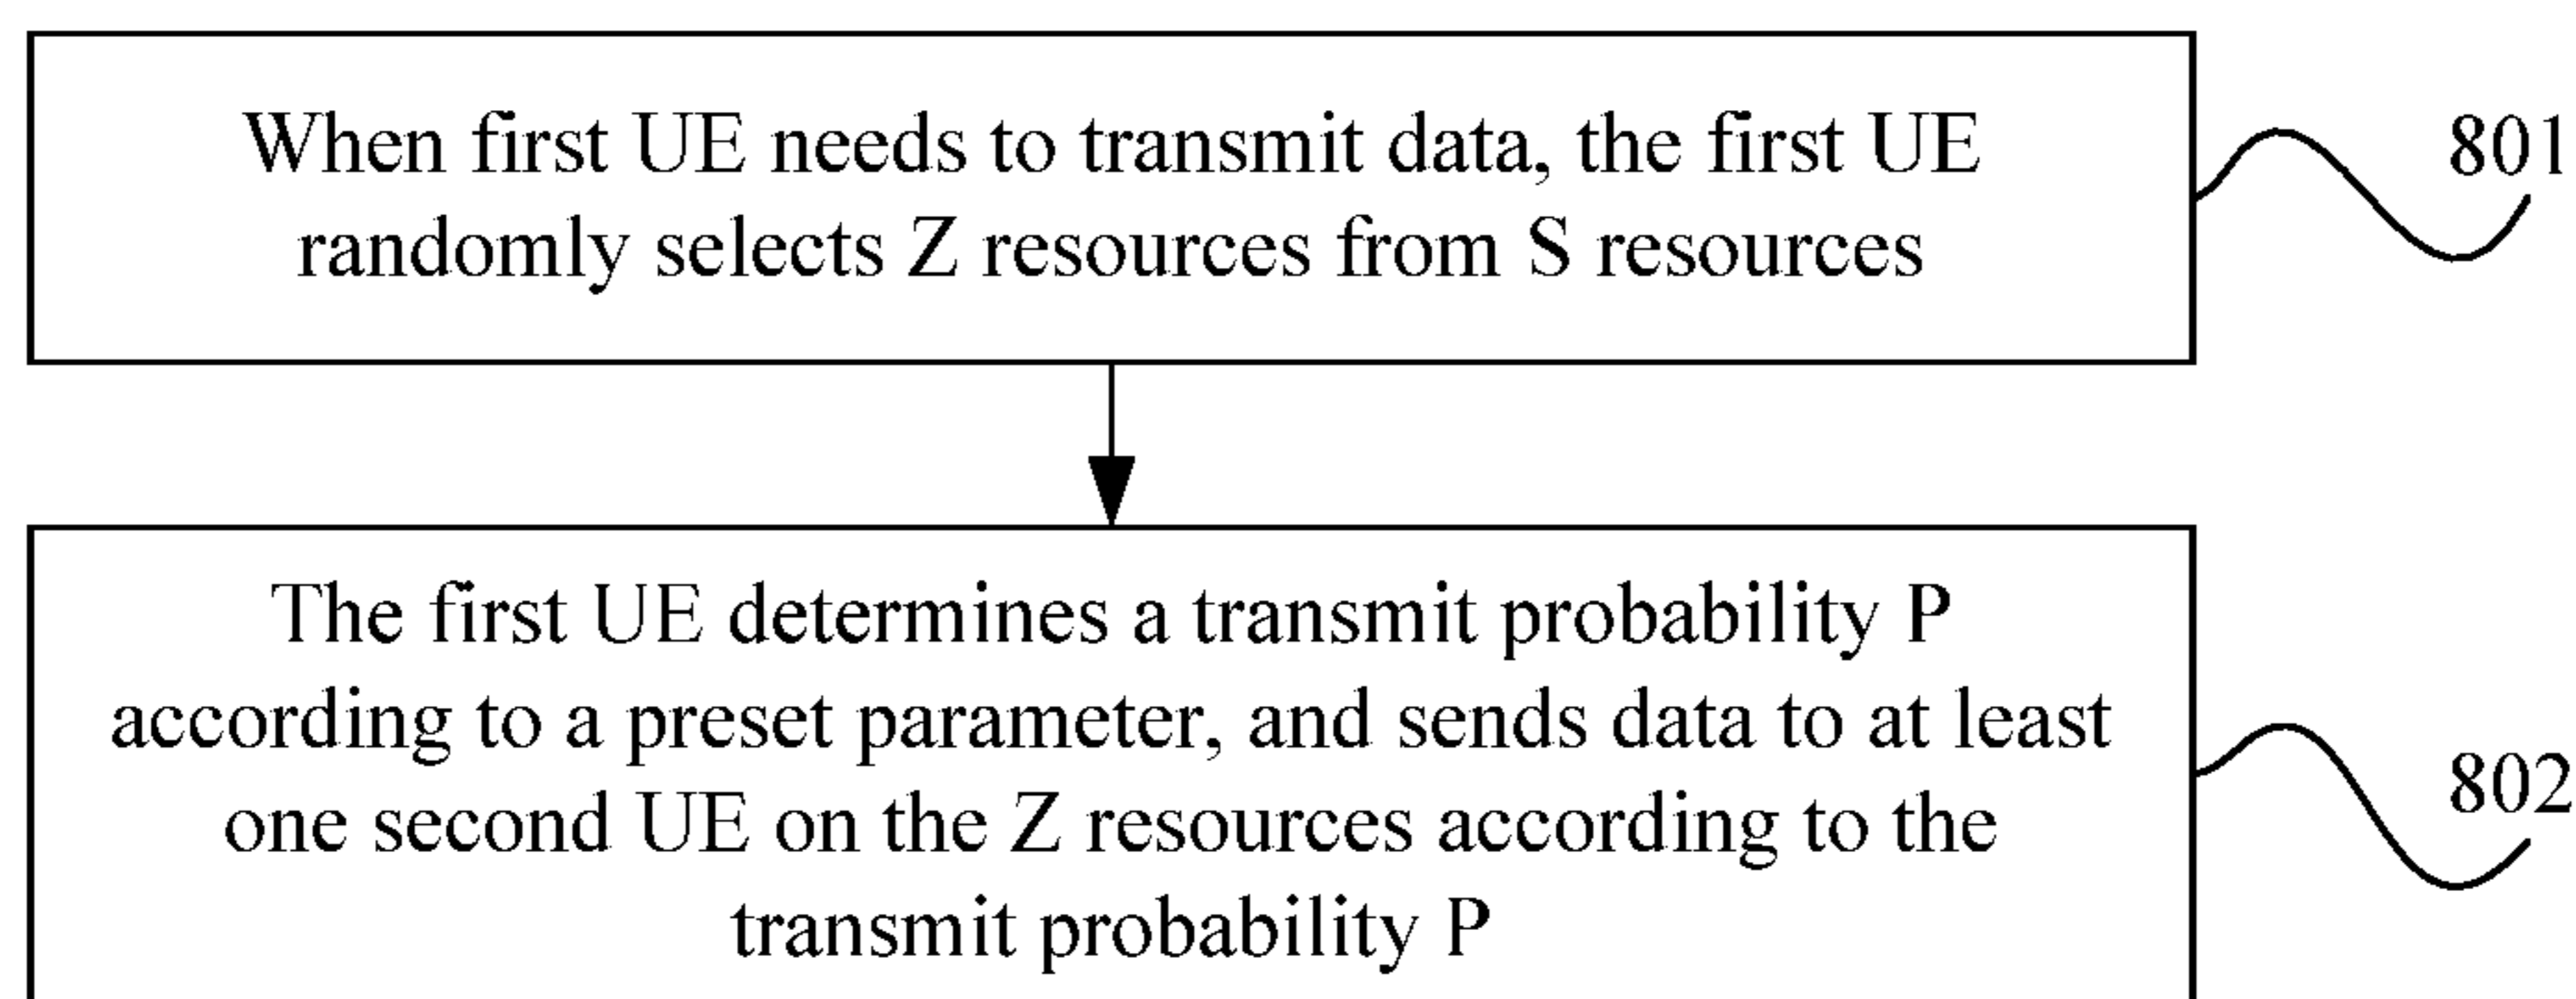 When first UE needs to transmit data, the first UE
randomly selects Z resources from S resources
801
The first UE determines a transmit probability P
according to a preset parameter, and sends data to at least
one second UE on the Z resources according to the
transmit probability P
802